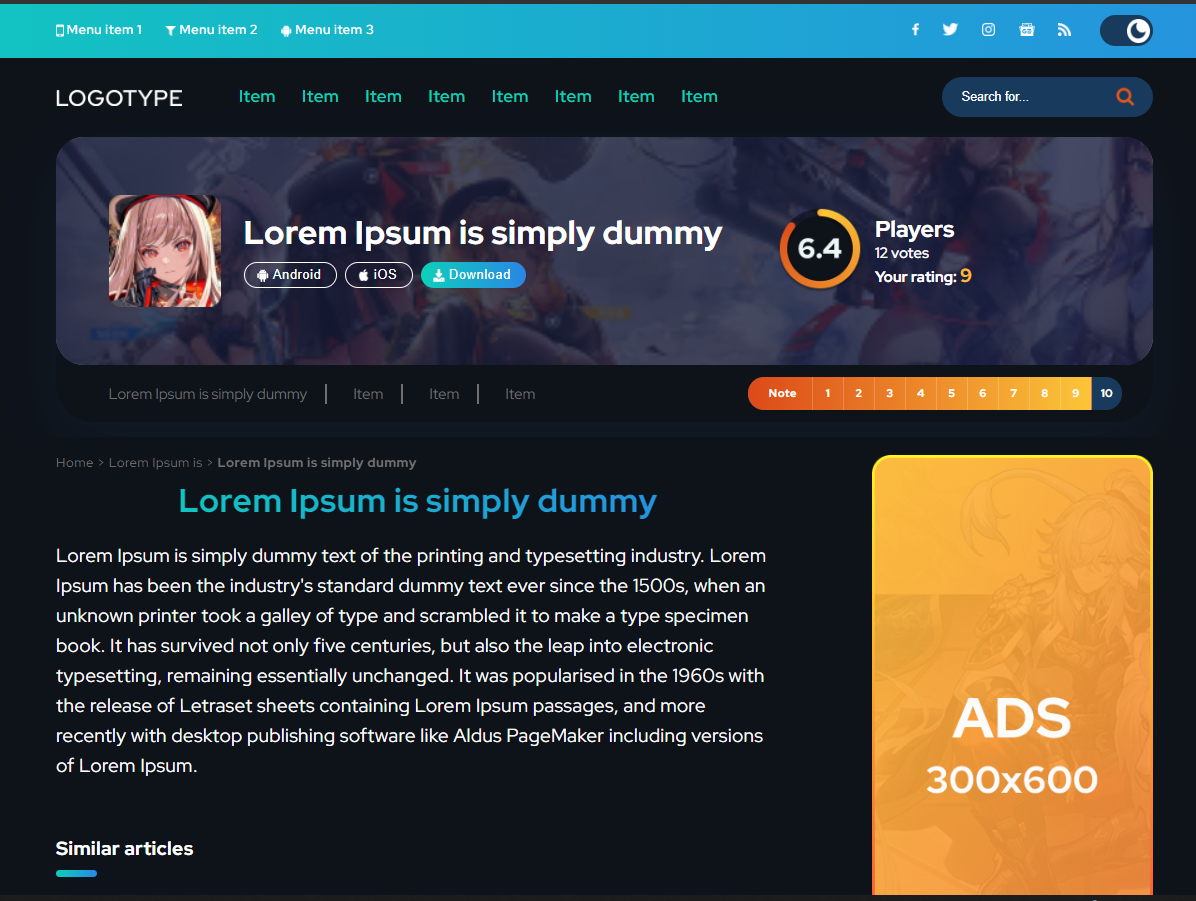 Menu item 1 Menu item 2 Menu item 3
LOGOTYPE Item Item Item Item Item Item Item Item Search for...
Lorem Ipsum is simply dummy
Android iOS Download
6.4
Players
12 votes
Your rating: 9
Lorem Ipsum is simply dummy Item Item Item
Note 1 2 3 4 5 6 7 8 9 10
Home > Lorem Ipsum is > Lorem Ipsum is simply dummy
Lorem Ipsum is simply dummy
Lorem Ipsum is simply dummy text of the printing and typesetting industry. Lorem
Ipsum has been the industry's standard dummy text ever since the 1500s, when an
unknown printer took a galley of type and scrambled it to make a type specimen
book. It has survived not only five centuries, but also the leap into electronic
typesetting, remaining essentially unchanged. It was popularised in the 1960s with
the release of Letraset sheets containing Lorem Ipsum passages, and more
recently with desktop publishing software like Aldus PageMaker including versions
of Lorem Ipsum.
Similar articles
ADS
300x600